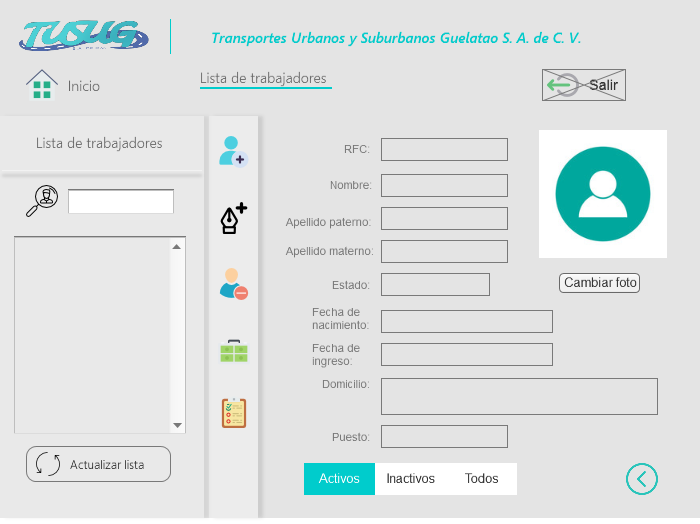 TUSUG
Transportes Urbanos y Suburbanos Guelatao S. A. de C. V.
Inicio
Lista de trabajadores
Salir
Lista de trabajadores
Actualizar lista
RFC:
Nombre:
Apellido paterno:
Apellido materno:
Estado:
Fecha de
nacimiento:
Fecha de
ingreso:
Domicilio:
Puesto:
Cambiar foto
Activos
Inactivos
Todos